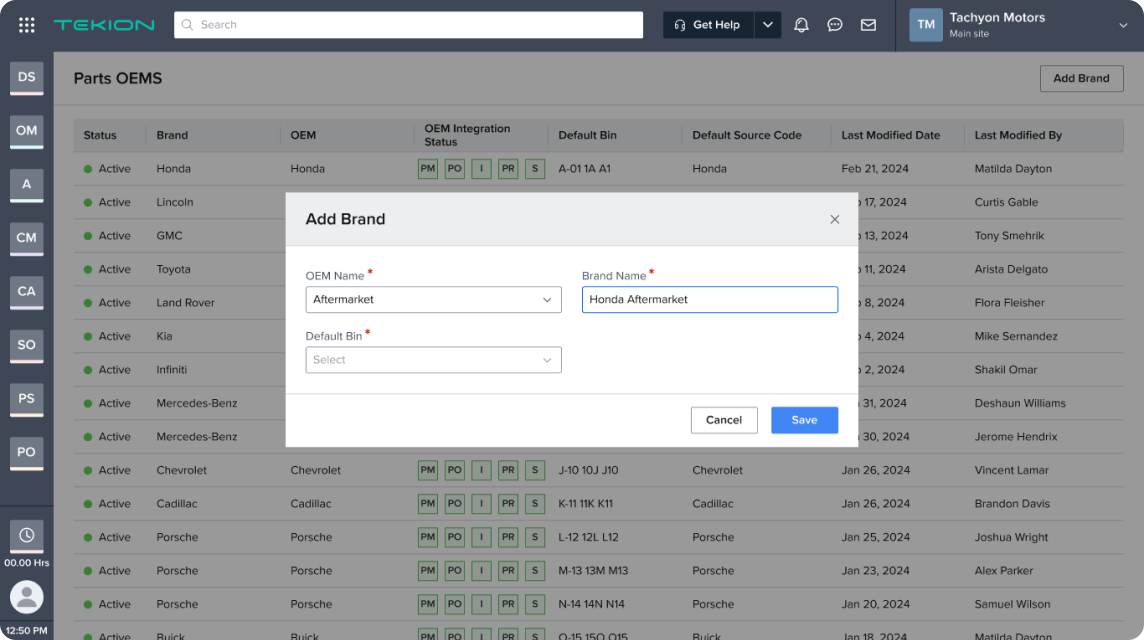 TEKION
Search
Get Help
TM
Tachyon Motors
Main site
DS
OM
A
CM
CA
SO
PS
PO
00.00 Hrs
12:50 PM
Parts OEMS
Add Brand
Status Brand OEM OEM Integration Status Default Bin Default Source Code Last Modified Date Last Modified By
Active Honda Honda PM PO I PR S A-01 1A A1 Honda Feb 21, 2024 Matilda Dayton
Active Lincoln 17, 2024 Curtis Gable
Active GMC 13, 2024 Tony Smehrik
Active Toyota 11, 2024 Arista Delgato
Active Land Rover 8, 2024 Flora Fleisher
Active Kia 4, 2024 Mike Sernandez
Active Infiniti 2, 2024 Shakil Omar
Active Mercedes-Benz 31, 2024 Deshaun Williams
Active Mercedes-Benz 30, 2024 Jerome Hendrix
Active Chevrolet Chevrolet PM PO I PR S J-10 10J J10 Chevrolet Jan 26, 2024 Vincent Lamar
Active Cadillac Cadillac PM PO I PR S K-11 11K K11 Cadillac Jan 26, 2024 Brandon Davis
Active Porsche Porsche PM PO I PR S L-12 12L L12 Porsche Jan 25, 2024 Joshua Wright
Active Porsche Porsche PM PO I PR S M-13 13M M13 Porsche Jan 23, 2024 Alex Parker
Active Porsche Porsche PM PO I PR S N-14 14N N14 Porsche Jan 20, 2024 Samuel Wilson
Active Buick Buick PM PO I PR S O-15 15O O15 Buick Jan 18, 2024 Matilda Dayton
Add Brand
OEM Name *
Aftermarket
Brand Name *
Honda Aftermarket
Default Bin *
Select
Cancel
Save